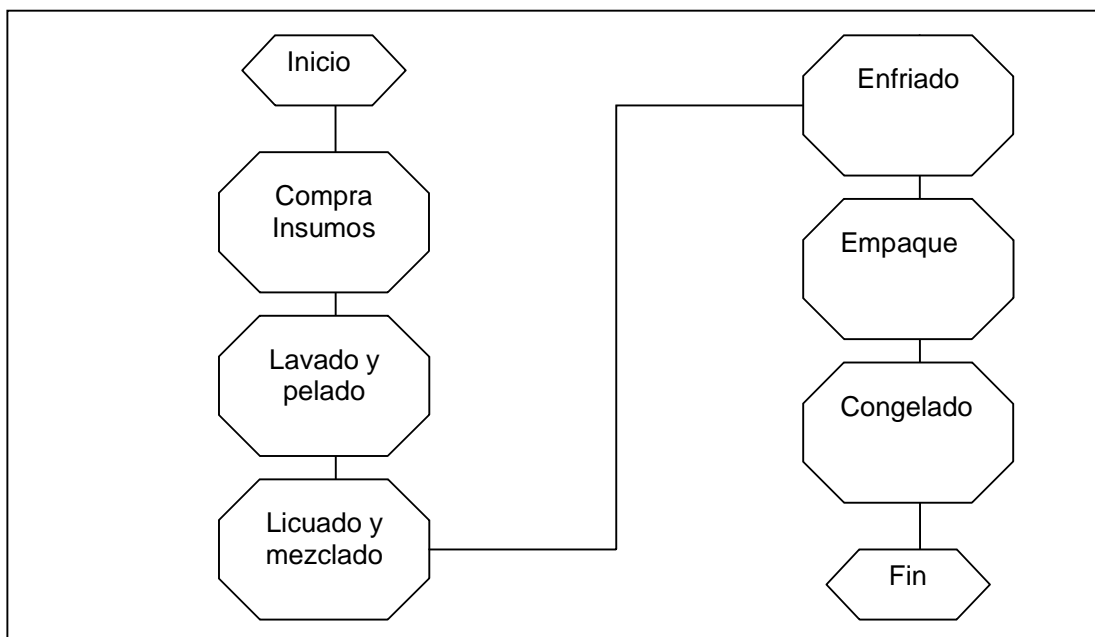 Inicio
Compra
Insumos
Lavado y
pelado
Licuado y
mezclado
Enfriado
Empaque
Congelado
Fin